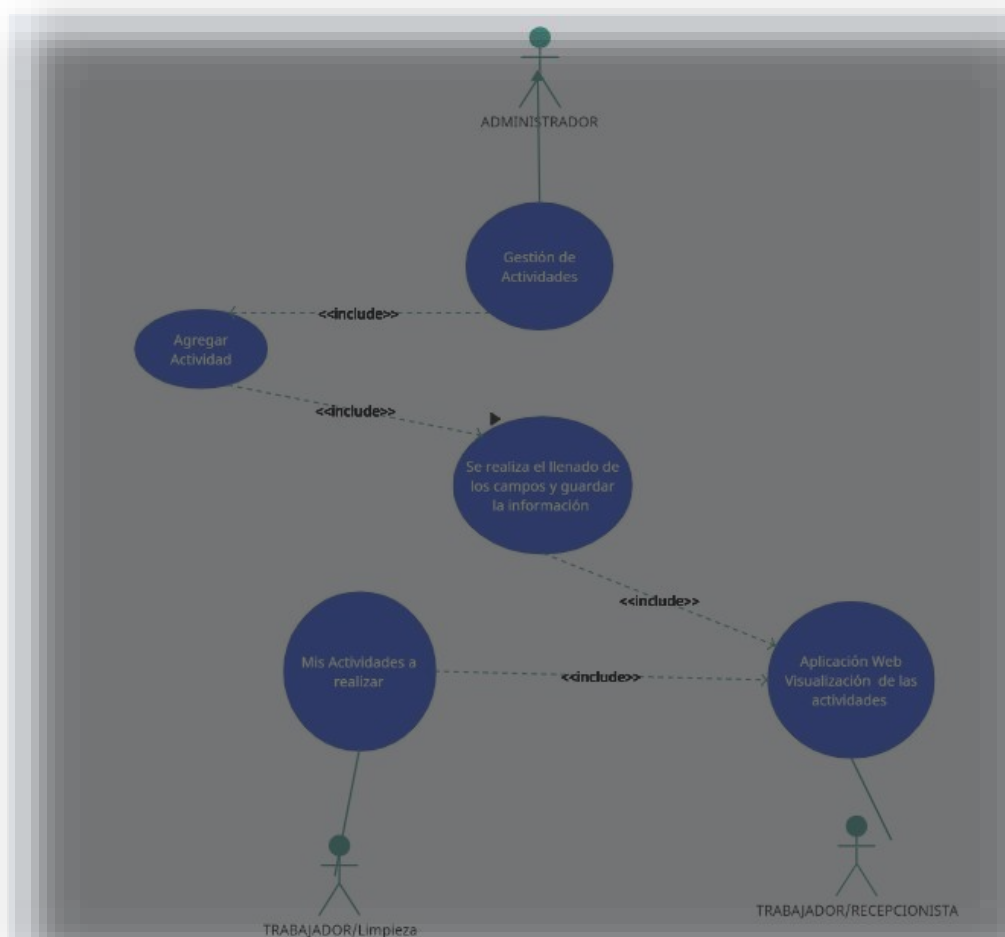 ADMINISTRADOR
Gestión de
Actividades
<<include>>
Agregar
Actividad
<<include>>
Se realiza el llenado de
los campos y guardar
la información
<<include>>
Mis Actividades a
realizar
<<include>>
Aplicación Web
Visualización de las
actividades
TRABAJADOR/RECEPCIONISTA
TRABAJADOR/Limpieza